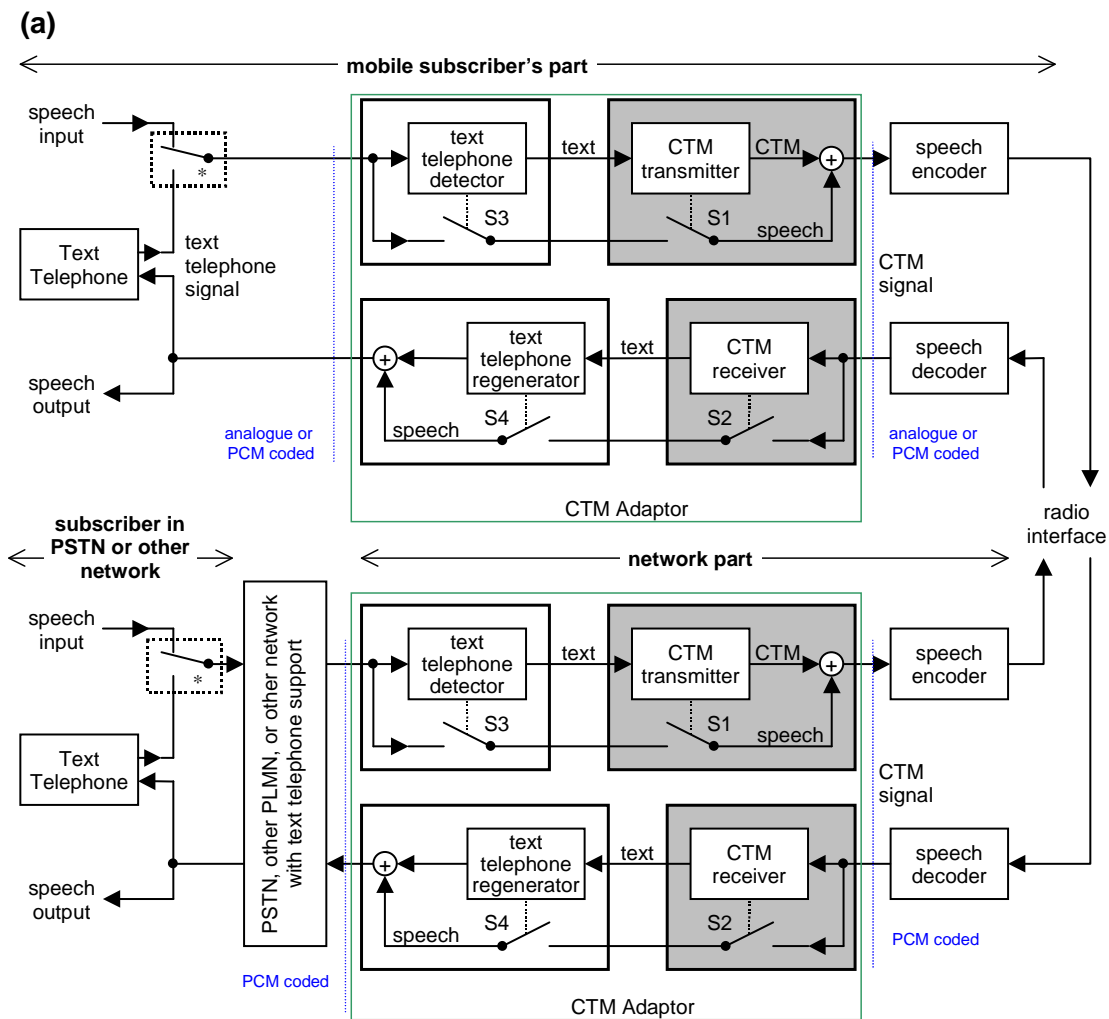 (a)
mobile subscriber's part
speech
input
*
Text
Telephone
text
telephone
signal
speech
output
text
telephone
detector
S3
text
CTM
transmitter
CTM
+
S1
speech
speech
encoder
CTM
signal
+
text
telephone
regenerator
S4
speech
text
CTM
receiver
S2
speech
decoder
analogue or
PCM coded
analogue or
PCM coded
CTM Adaptor
radio
interface
subscriber in
PSTN or other
network
network part
speech
input
*
Text
Telephone
speech
output
PSTN, other PLMN, or other network
with text telephone support
text
telephone
detector
S3
text
CTM
transmitter
CTM
+
S1
speech
speech
encoder
CTM
signal
+
text
telephone
regenerator
S4
speech
text
CTM
receiver
S2
speech
decoder
PCM coded
PCM coded
CTM Adaptor